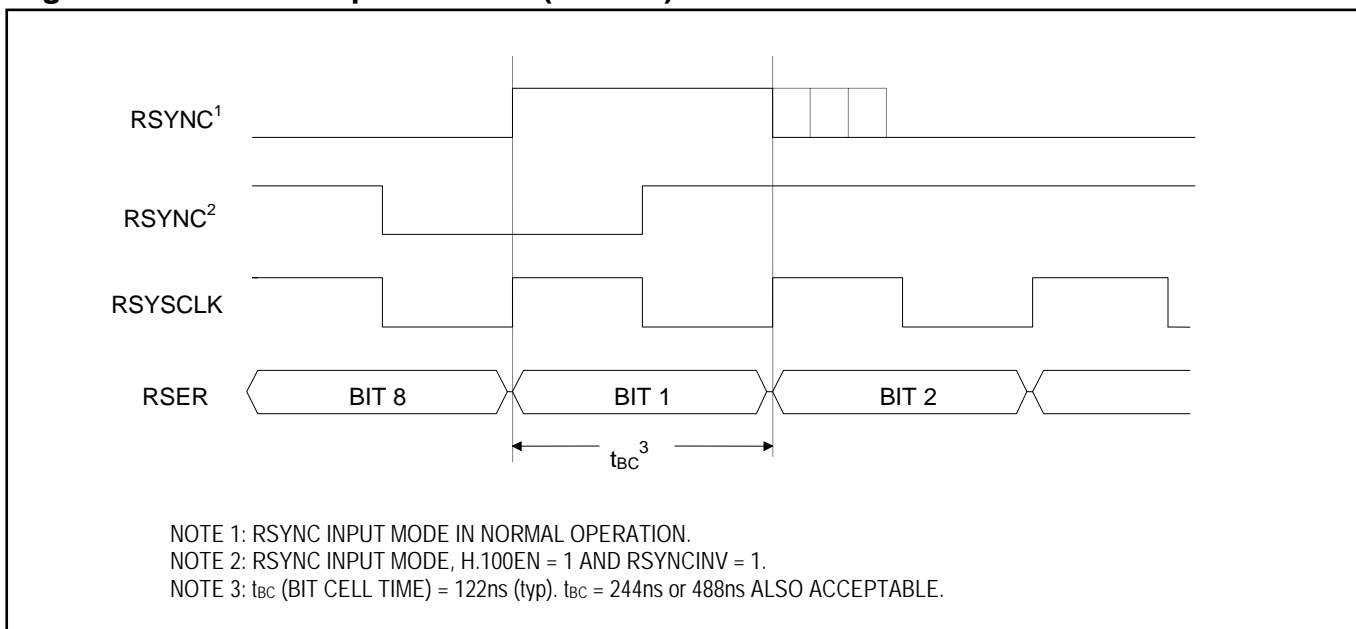 RSYNC¹
RSYNC²
RSYSCLK
RSER
BIT 8
BIT 1
BIT 2
tBC³
NOTE 1: RSYNC INPUT MODE IN NORMAL OPERATION.
NOTE 2: RSYNC INPUT MODE, H.100EN = 1 AND RSYNCINV = 1.
NOTE 3: tBC (BIT CELL TIME) = 122ns (typ). tBC = 244ns or 488ns ALSO ACCEPTABLE.